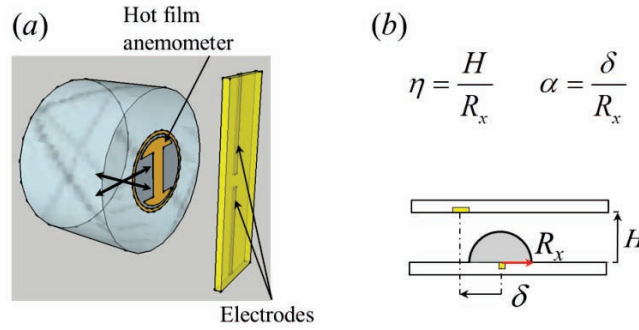 (a)
Hot film
anemometer
Electrodes
(b)
η = H / R_x α = δ / R_x
H
R_x
δ